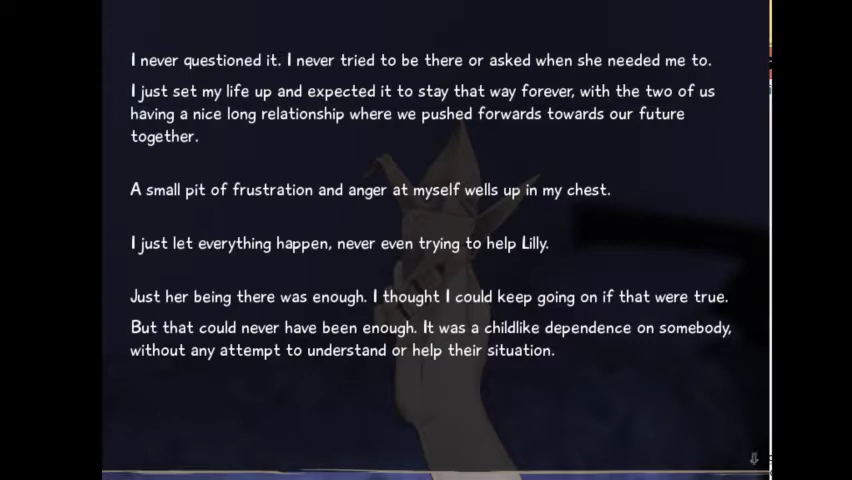 I never questioned it. I never tried to be there or asked when she needed me to.
I just set my life up and expected it to stay that way forever, with the two of us
having a nice long relationship where we pushed forwards towards our future
together.
A small pit of frustration and anger at myself wells up in my chest.
I just let everything happen, never even trying to help Lilly.
Just her being there was enough. I thought I could keep going on if that were true.
But that could never have been enough. It was a childlike dependence on somebody,
without any attempt to understand or help their situation.